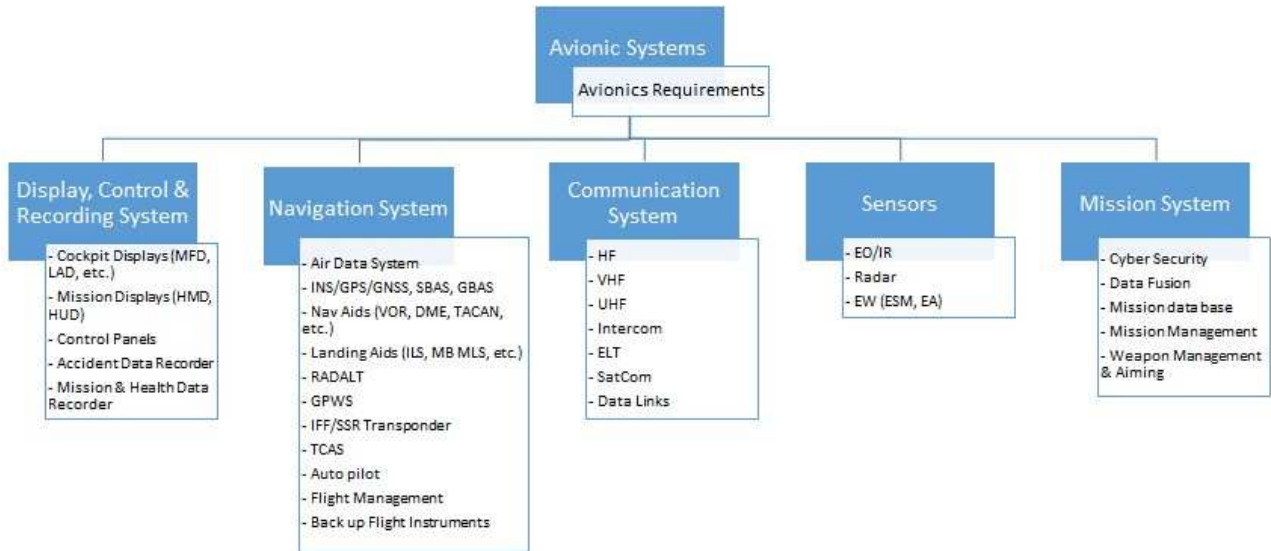 Avionic Systems
Avionics Requirements
Display, Control &
Recording System
- Cockpit Displays (MFD,
LAD, etc.)
- Mission Displays (HMD,
HUD)
- Control Panels
- Accident Data Recorder
- Mission & Health Data
Recorder
Navigation System
- Air Data System
- INS/GPS/GNSS, SBAS, GBAS
- Nav Aids (VOR, DME, TACAN,
etc.)
- Landing Aids (ILS, MB MLS, etc.)
- RADALT
- GPWS
- IFF/SSR Transponder
- TCAS
- Auto pilot
- Flight Management
- Back up Flight Instruments
Communication
System
- HF
- VHF
- UHF
- Intercom
- ELT
- SatCom
- Data Links
Sensors
- EO/IR
- Radar
- EW (ESM, EA)
Mission System
- Cyber Security
- Data Fusion
- Mission database
- Mission Management
- Weapon Management
& Aiming